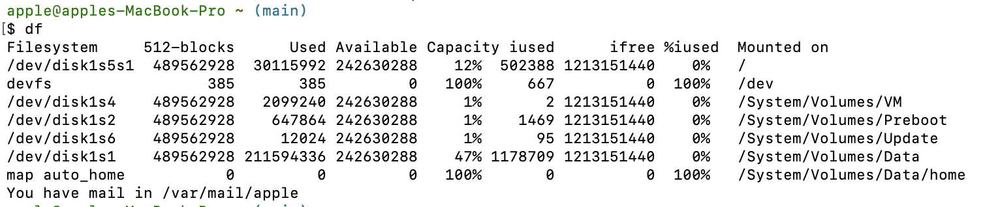 apple@apples-MacBook-Pro ~ (main)
[$ df
Filesystem     512-blocks      Used Available Capacity iused      ifree %iused  Mounted on
/dev/disk1s5s1  489562928  30115992 242630288    12%  502388 1213151440    0%   /
devfs                 385       385         0   100%     667          0  100%   /dev
/dev/disk1s4    489562928   2099240 242630288     1%       2 1213151440    0%   /System/Volumes/VM
/dev/disk1s2    489562928    647864 242630288     1%    1469 1213151440    0%   /System/Volumes/Preboot
/dev/disk1s6    489562928     12024 242630288     1%      95 1213151440    0%   /System/Volumes/Update
/dev/disk1s1    489562928 211594336 242630288    47% 1178709 1213151440    0%   /System/Volumes/Data
map auto_home           0         0         0   100%       0          0  100%   /System/Volumes/Data/home
You have mail in /var/mail/apple